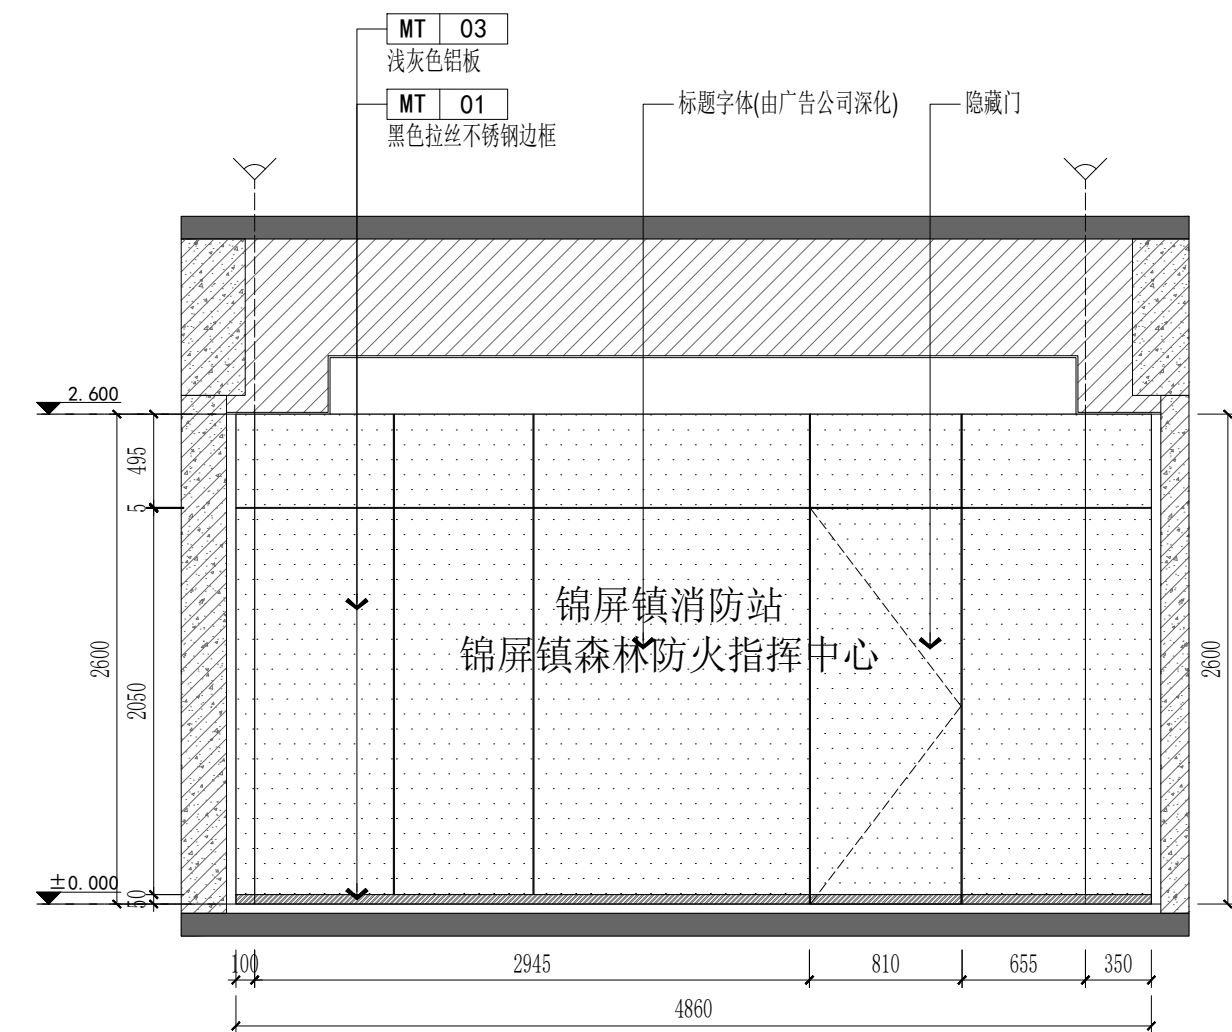 MT 03
浅灰色铝板
MT 01
黑色拉丝不锈钢边框
标题字体(由广告公司深化)
隐藏门
2.600
495
5
2600
2050
锦屏镇消防站
锦屏镇森林防火指挥中心
2600
±0.000
50
100
2945
810
655
350
4860